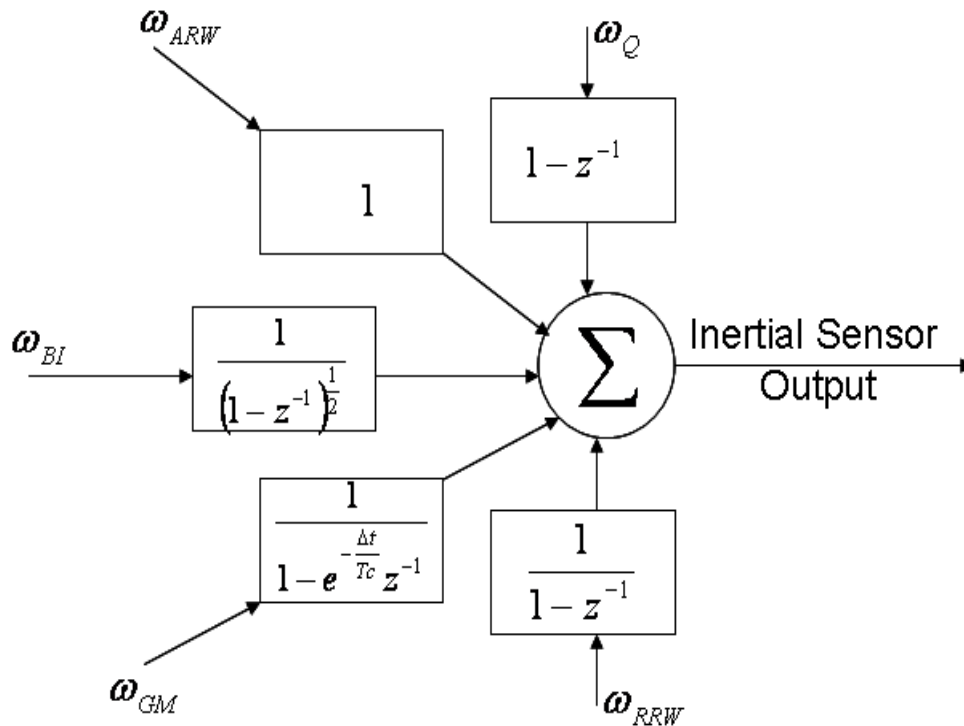 ω_ARW
ω_Q
1
1 − z^{-1}
ω_BI
1
(1 − z^{-1})^{1/2}
Σ
Inertial Sensor
Output
1
1 − e^{-Δt/Tc} z^{-1}
1
1 − z^{-1}
ω_GM
ω_RRW